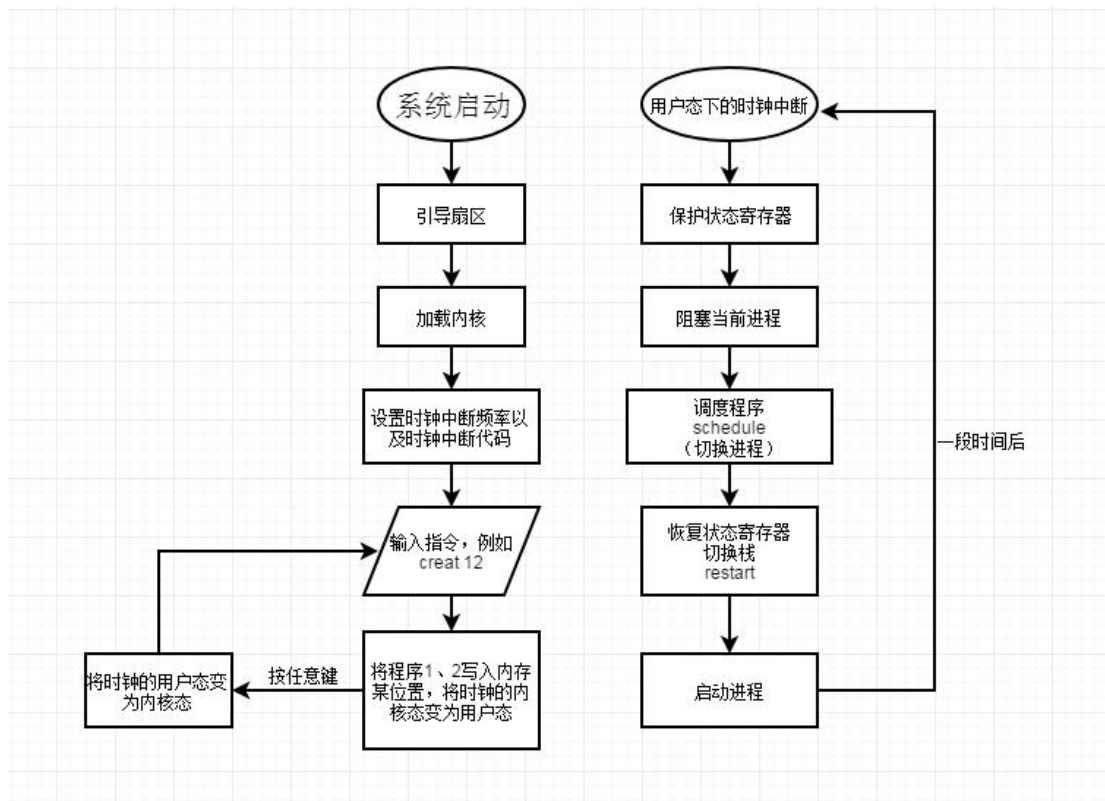 系统启动
引导扇区
加载内核
设置时钟中断频率以
及时钟中断代码
输入指令，例如
creat 12
将程序1、2写入内存
某位置，将时钟的内
核态变为用户态
按任意键
将时钟的用户态变
为内核态
用户态下的时钟中断
保护状态寄存器
阻塞当前进程
调度程序
schedule
（切换进程）
恢复状态寄存器
切换栈
restart
启动进程
一段时间后